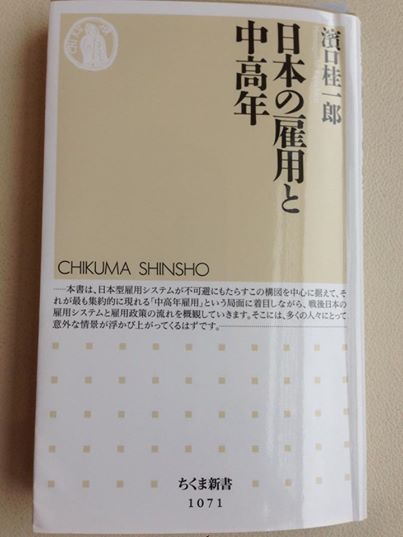 濱口桂一郎
日本の雇用と
中高年
CHIKUMA SHINSHO
……本書は、日本型雇用システムが不可避にもたらすこの構図を中心に据えて、そ
れが最も集約的に現れる「中高年雇用」という局面に着目しながら、戦後日本の
雇用システムと雇用政策の流れを概観していきます。そこには、多くの人々にとって
意外な情景が浮かび上がってくるはずです。……
ちくま新書
1071